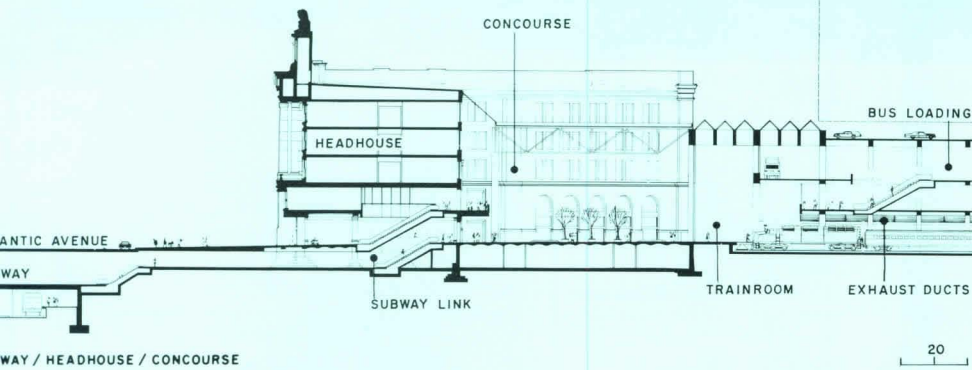 CONCOURSE
BUS LOADING
HEADHOUSE
ANTIC AVENUE
WAY
SUBWAY LINK
TRAINROOM
EXHAUST DUCTS
WAY / HEADHOUSE / CONCOURSE
20